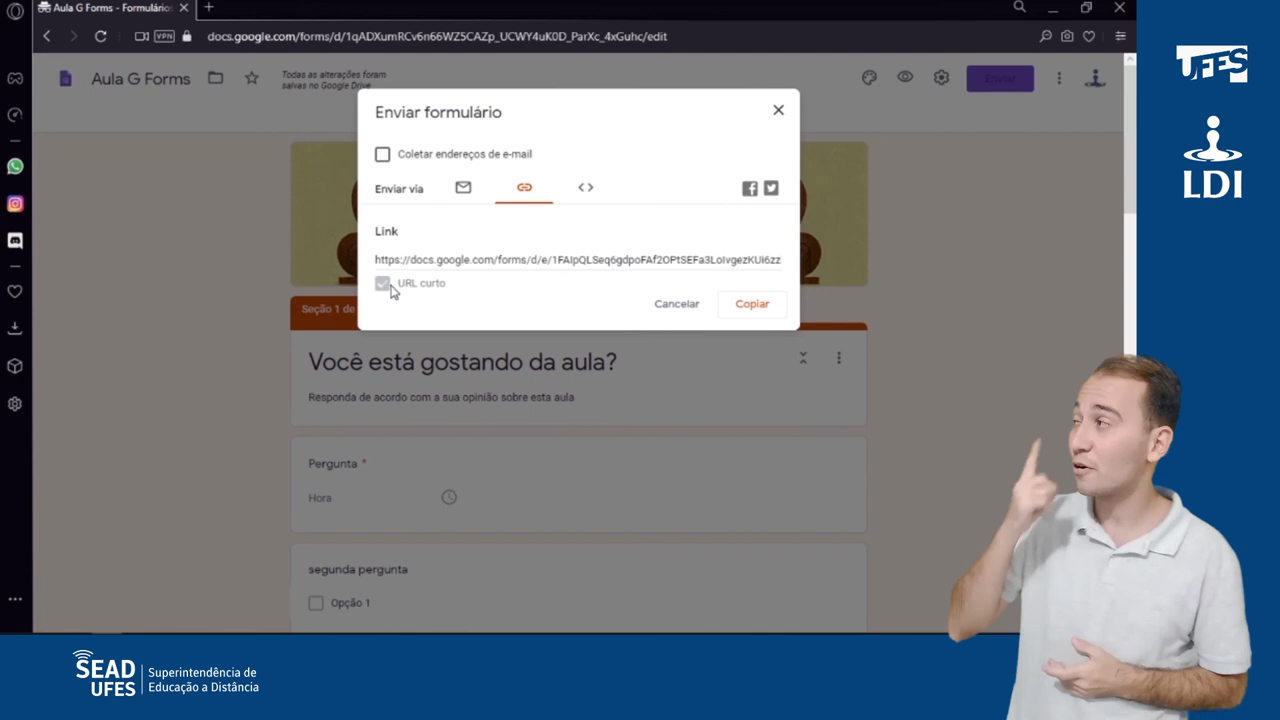 Aula G Forms - Formulários
VPN
docs.google.com/forms/d/1qADXumRCv6n66WZ5CAZp_UCWY4uK0D_ParXc_4xGuhc/edit
Aula G Forms
Todas as alterações foram
salvas no Google Drive
Enviar
UFES
LDI
Enviar formulário
Coletar endereços de e-mail
Enviar via
Link
https://docs.google.com/forms/d/e/1FAIpQLSeq6gdpoFAf2OPtSEFa3LoIvgezKUi6zz
URL curto
Cancelar
Copiar
Seção 1 de
Você está gostando da aula?
Responda de acordo com a sua opinião sobre esta aula
Pergunta *
Hora
segunda pergunta
Opção 1
SEAD
UFES
Superintendência de
Educação a Distância